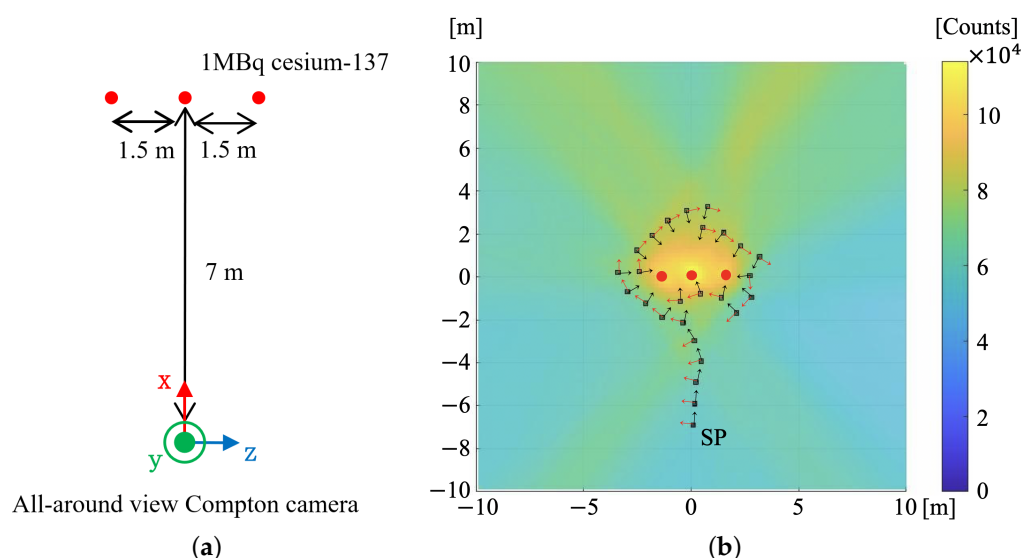 1MBq cesium-137
1.5 m
1.5 m
7 m
x
y
z
All-around view Compton camera
(a)
[m]
[Counts]
×10⁴
10
8
6
4
2
0
−2
−4
−6
−8
−10
−10
−5
0
5
10
[m]
SP
10
8
6
4
2
0
(b)